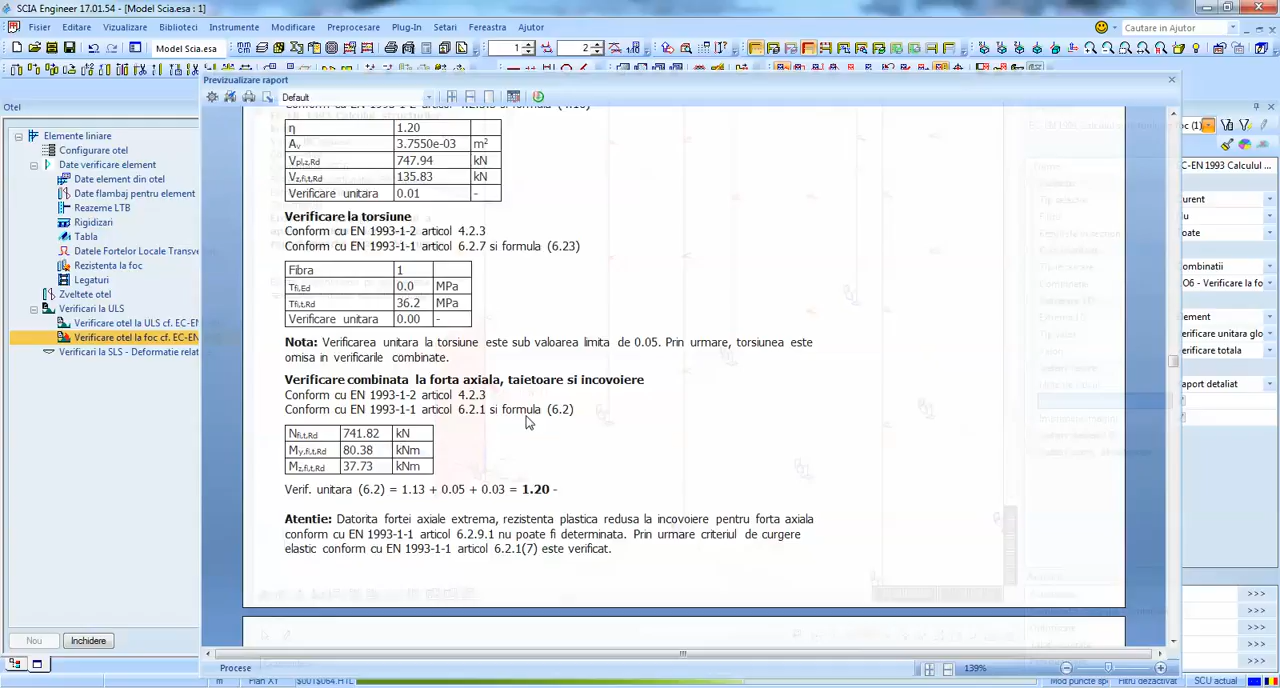 SCIA Engineer 17.01.54 - [Model Scia.esa : 1]
Fisier Editare Vizualizare Biblioteci Instrumente Modificare Preprocesare Plug-In Setari Fereastra Ajutor
Cautare in Ajutor
Model Scia.esa
1
2
Previzualizare raport
Default
Otel
Elemente liniare
Configurare otel
Date verificare element
Date element din otel
Date flambaj pentru element
Reazeme LTB
Rigidizari
Tabla
Datele Fortelor Locale Transve
Rezistenta la foc
Legaturi
Zveltete otel
Verificari la ULS
Verificare otel la ULS cf. EC-EN
Verificare otel la foc cf. EC-EN
Verificari la SLS - Deformatie relat
Nou
Inchidere
η 1.20
Av 3.7550e-03 m²
Vpl,z,Rd 747.94 kN
Vz,fi,t,Rd 135.83 kN
Verificare unitara 0.01 -
Verificare la torsiune
Conform cu EN 1993-1-2 articol 4.2.3
Conform cu EN 1993-1-1 articol 6.2.7 si formula (6.23)
Fibra 1
Tfi,Ed 0.0 MPa
Tfi,t,Rd 36.2 MPa
Verificare unitara 0.00 -
Nota: Verificarea unitara la torsiune este sub valoarea limita de 0.05. Prin urmare, torsiunea este
omisa in verificarile combinate.
Verificare combinata la forta axiala, taietoare si incovoiere
Conform cu EN 1993-1-2 articol 4.2.3
Conform cu EN 1993-1-1 articol 6.2.1 si formula (6.2)
Nfi,t,Rd 741.82 kN
My,fi,t,Rd 80.38 kNm
Mz,fi,t,Rd 37.73 kNm
Verif. unitara (6.2) = 1.13 + 0.05 + 0.03 = 1.20 -
Atentie: Datorita fortei axiale extrema, rezistenta plastica redusa la incovoiere pentru forta axiala
conform cu EN 1993-1-1 articol 6.2.9.1 nu poate fi determinata. Prin urmare criteriul de curgere
elastic conform cu EN 1993-1-1 articol 6.2.1(7) este verificat.
oc (1)
EC-EN 1993 Calculul ...
urent
lu
oate
ombinatii
O6 - Verificare la fo
lement
erificare unitara glo
erificare totala
aport detaliat
>>>
>>>
>>>
>>>
Procese
139%
m Plan XY
Mod puncte sp
Filtru dezactivat
SCU actual